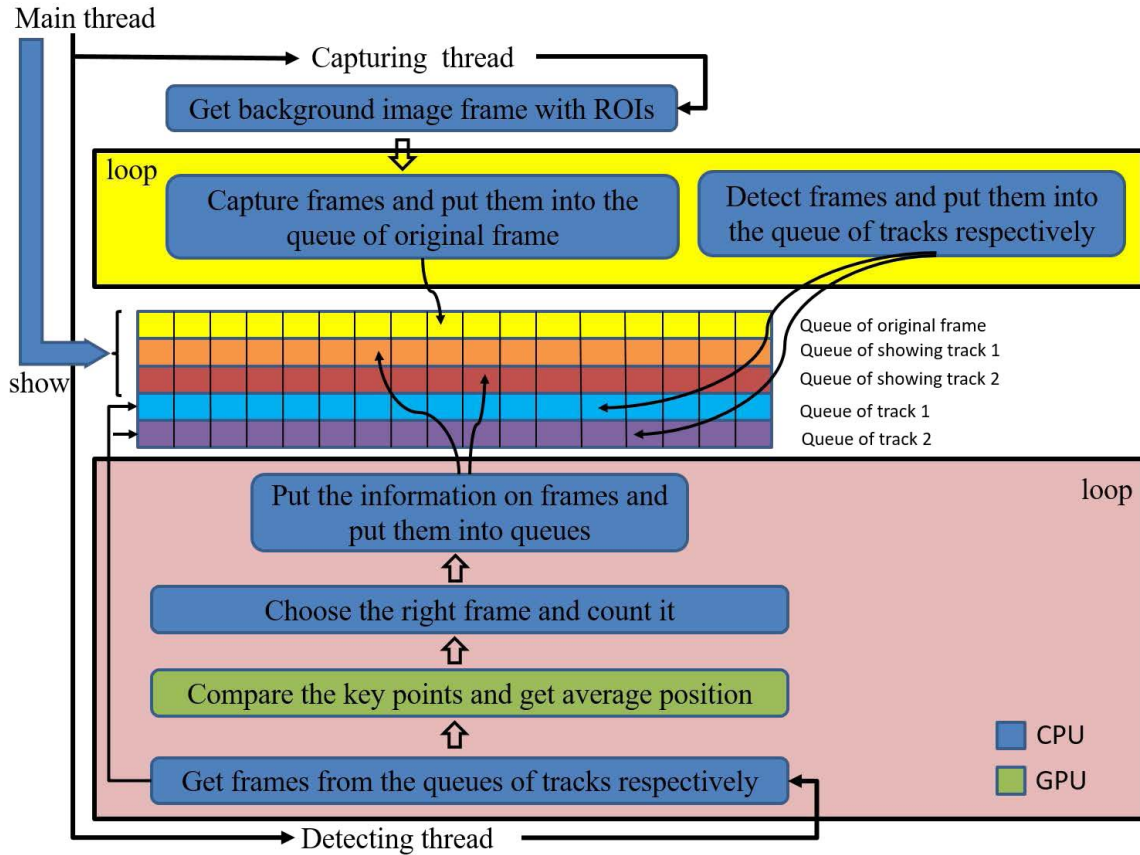 Main thread
Capturing thread
Get background image frame with ROIs
loop
Capture frames and put them into the
queue of original frame
Detect frames and put them into
the queue of tracks respectively
Queue of original frame
Queue of showing track 1
Queue of showing track 2
Queue of track 1
Queue of track 2
show
loop
Put the information on frames and
put them into queues
Choose the right frame and count it
Compare the key points and get average position
Get frames from the queues of tracks respectively
CPU
GPU
Detecting thread